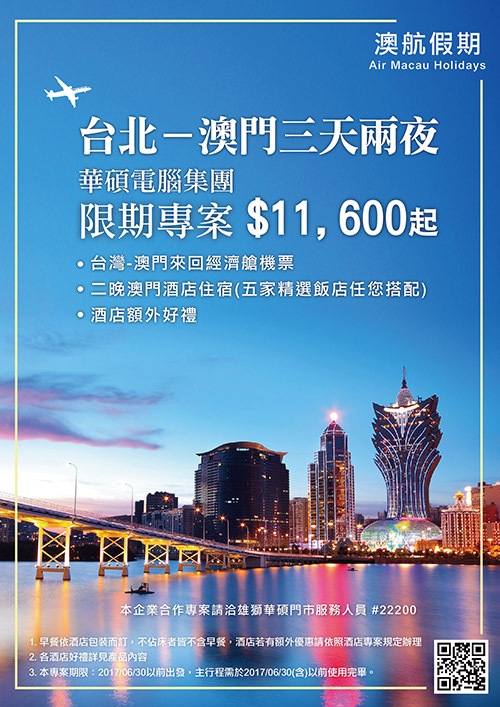 澳航假期
Air Macau Holidays
台北－澳門三天兩夜
華碩電腦集團
限期專案 $11, 600起
• 台灣-澳門來回經濟艙機票
• 二晚澳門酒店住宿(五家精選飯店任您搭配)
• 酒店額外好禮
本企業合作專案請洽雄獅華碩門市服務人員 #22200
1. 早餐依酒店包裝而訂，不佔床者皆不含早餐，酒店若有額外優惠請依照酒店專案規定辦理
2. 各酒店好禮詳見產品內容
3. 本專案期限：2017/06/30以前出發，主行程需於2017/06/30(含)以前使用完畢。